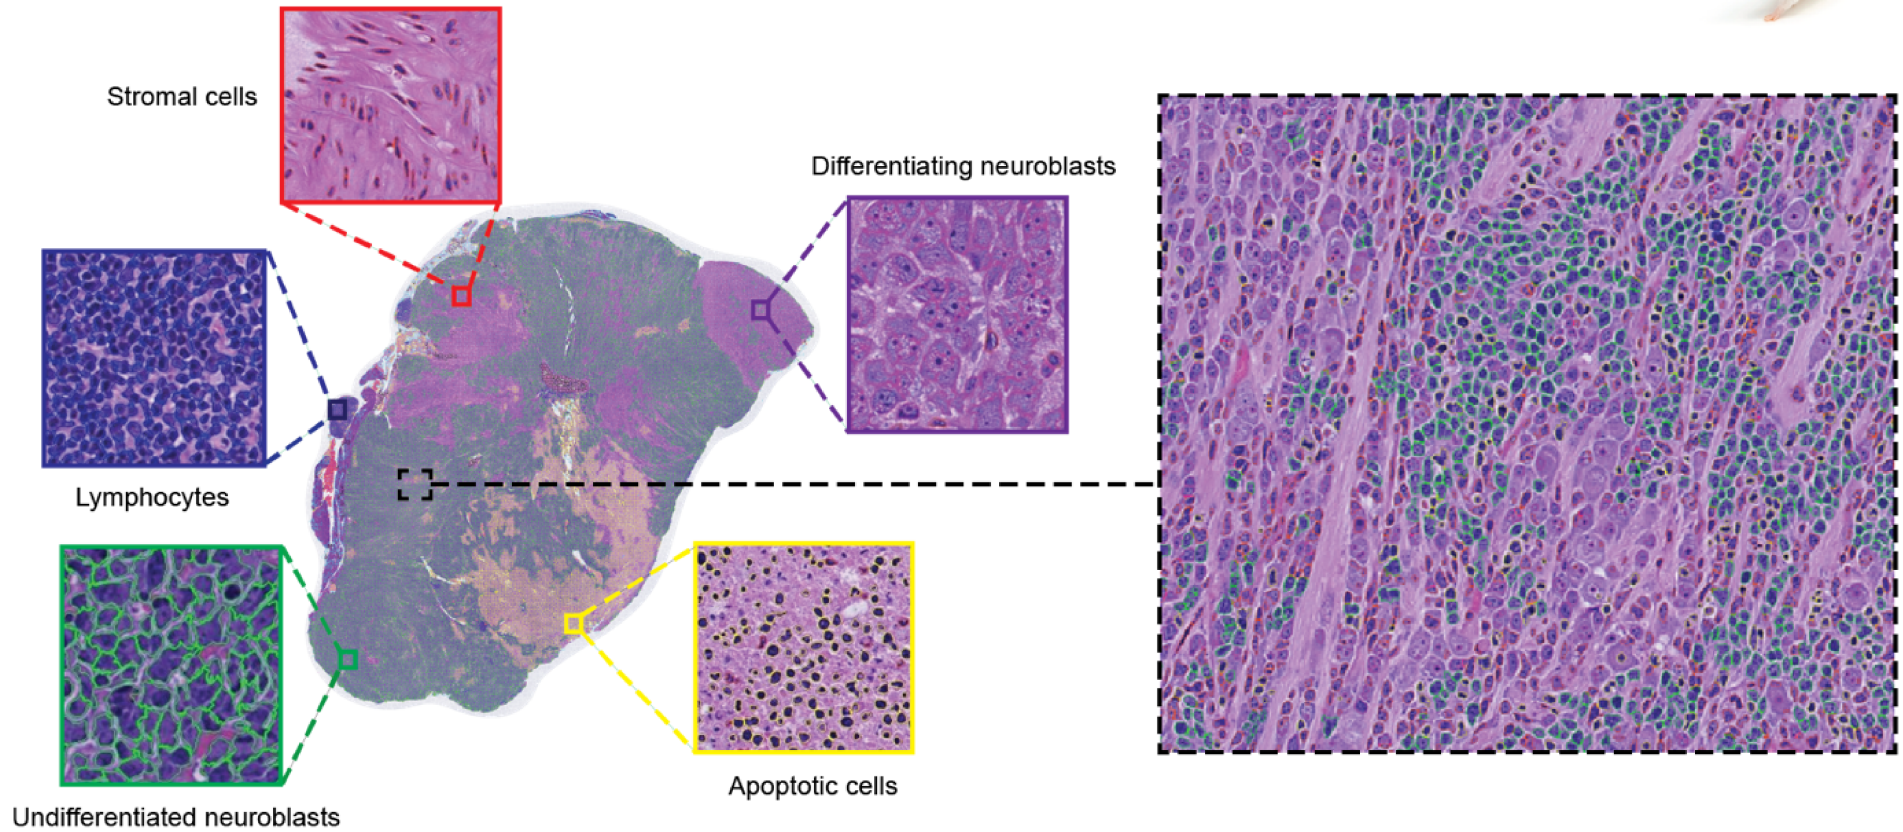 Stromal cells
Differentiating neuroblasts
Lymphocytes
Apoptotic cells
Undifferentiated neuroblasts